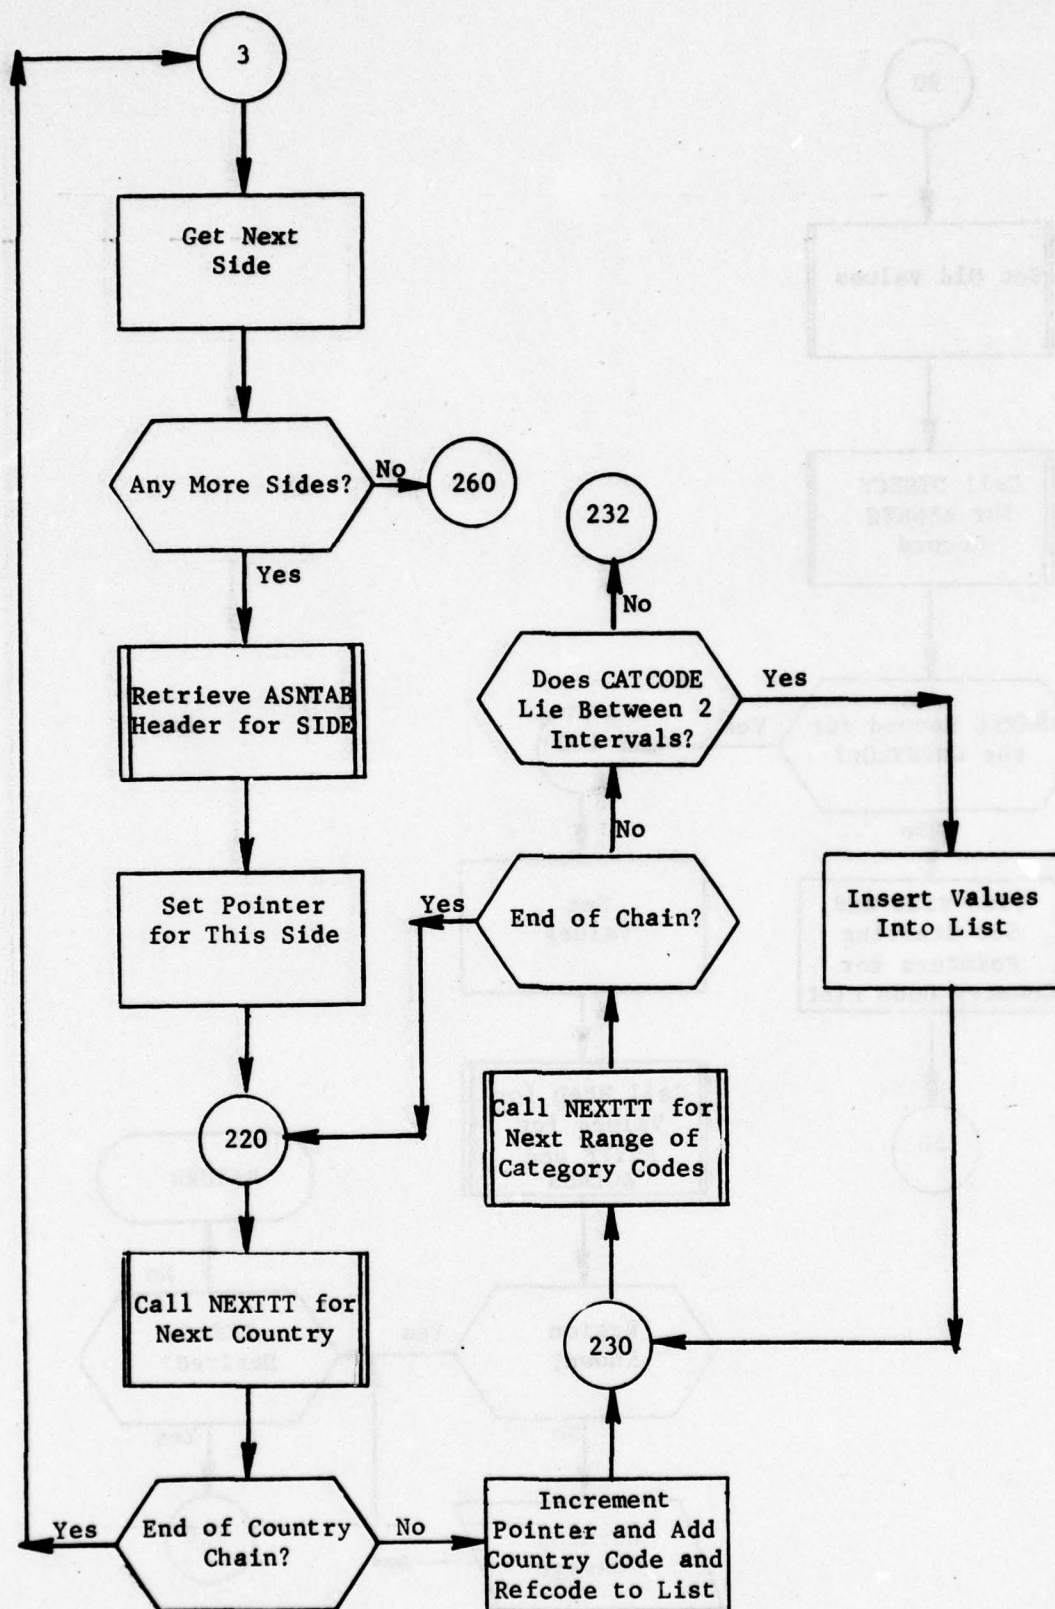 3
Get Next
Side
Any More Sides?
No
260
Yes
Retrieve ASNTAB
Header for SIDE
Set Pointer
for This Side
220
Call NEXTTT for
Next Country
End of Country
Chain?
Yes
No
Increment
Pointer and Add
Country Code and
Refcode to List
230
Call NEXTTT for
Next Range of
Category Codes
End of Chain?
Yes
No
Does CATCODE
Lie Between 2
Intervals?
No
232
Yes
Insert Values
Into List